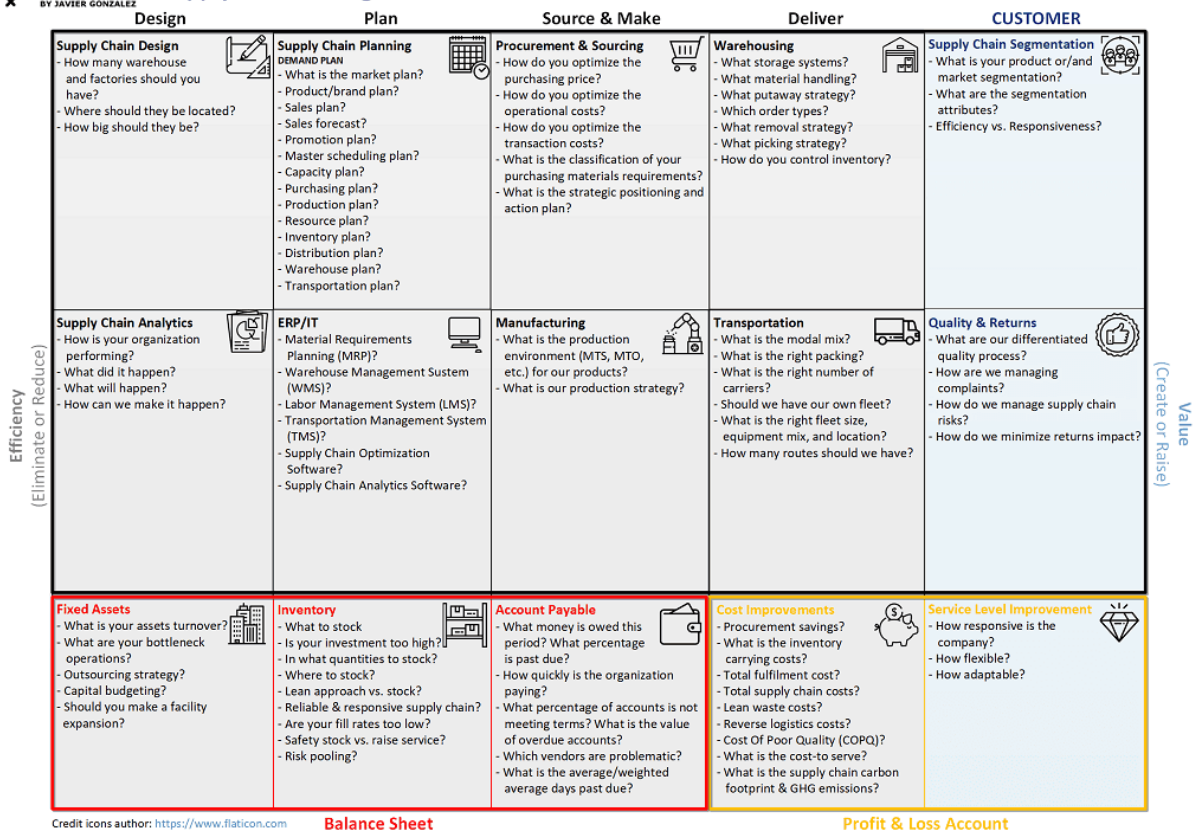 BY JAVIER GONZALEZ
Design
Plan
Source & Make
Deliver
CUSTOMER
Supply Chain Design
- How many warehouse
and factories should you
have?
- Where should they be located?
- How big should they be?
Supply Chain Planning
DEMAND PLAN
- What is the market plan?
- Product/brand plan?
- Sales plan?
- Sales forecast?
- Promotion plan?
- Master scheduling plan?
- Capacity plan?
- Purchasing plan?
- Production plan?
- Resource plan?
- Inventory plan?
- Distribution plan?
- Warehouse plan?
- Transportation plan?
Procurement & Sourcing
- How do you optimize the
purchasing price?
- How do you optimize the
operational costs?
- How do you optimize the
transaction costs?
- What is the classification of your
purchasing materials requirements?
- What is the strategic positioning and
action plan?
Warehousing
- What storage systems?
- What material handling?
- What putaway strategy?
- Which order types?
- What removal strategy?
- What picking strategy?
- How do you control inventory?
Supply Chain Segmentation
- What is your product or/and
market segmentation?
- What are the segmentation
attributes?
- Efficiency vs. Responsiveness?
Efficiency
(Eliminate or Reduce)
Supply Chain Analytics
- How is your organization
performing?
- What did it happen?
- What will happen?
- How can we make it happen?
ERP/IT
- Material Requirements
Planning (MRP)?
- Warehouse Management Sustem
(WMS)?
- Labor Management System (LMS)?
- Transportation Management System
(TMS)?
- Supply Chain Optimization
Software?
- Supply Chain Analytics Software?
Manufacturing
- What is the production
environment (MTS, MTO,
etc.) for our products?
- What is our production strategy?
Transportation
- What is the modal mix?
- What is the right packing?
- What is the right number of
carriers?
- Should we have our own fleet?
- What is the right fleet size,
equipment mix, and location?
- How many routes should we have?
Quality & Returns
- What are our differentiated
quality process?
- How are we managing
complaints?
- How do we manage supply chain
risks?
- How do we minimize returns impact?
Value
(Create or Raise)
Fixed Assets
- What is your assets turnover?
- What are your bottleneck
operations?
- Outsourcing strategy?
- Capital budgeting?
- Should you make a facility
expansion?
Inventory
- What to stock
- Is your investment too high?
- In what quantities to stock?
- Where to stock?
- Lean approach vs. stock?
- Reliable & responsive supply chain?
- Are your fill rates too low?
- Safety stock vs. raise service?
- Risk pooling?
Account Payable
- What money is owed this
period? What percentage
is past due?
- How quickly is the organization
paying?
- What percentage of accounts is not
meeting terms? What is the value
of overdue accounts?
- Which vendors are problematic?
- What is the average/weighted
average days past due?
Cost Improvements
- Procurement savings?
- What is the inventory
carrying costs?
- Total fulfilment cost?
- Total supply chain costs?
- Lean waste costs?
- Reverse logistics costs?
- Cost Of Poor Quality (COPQ)?
- What is the cost-to serve?
- What is the supply chain carbon
footprint & GHG emissions?
Service Level Improvement
- How responsive is the
company?
- How flexible?
- How adaptable?
Credit icons author: https://www.flaticon.com
Balance Sheet
Profit & Loss Account